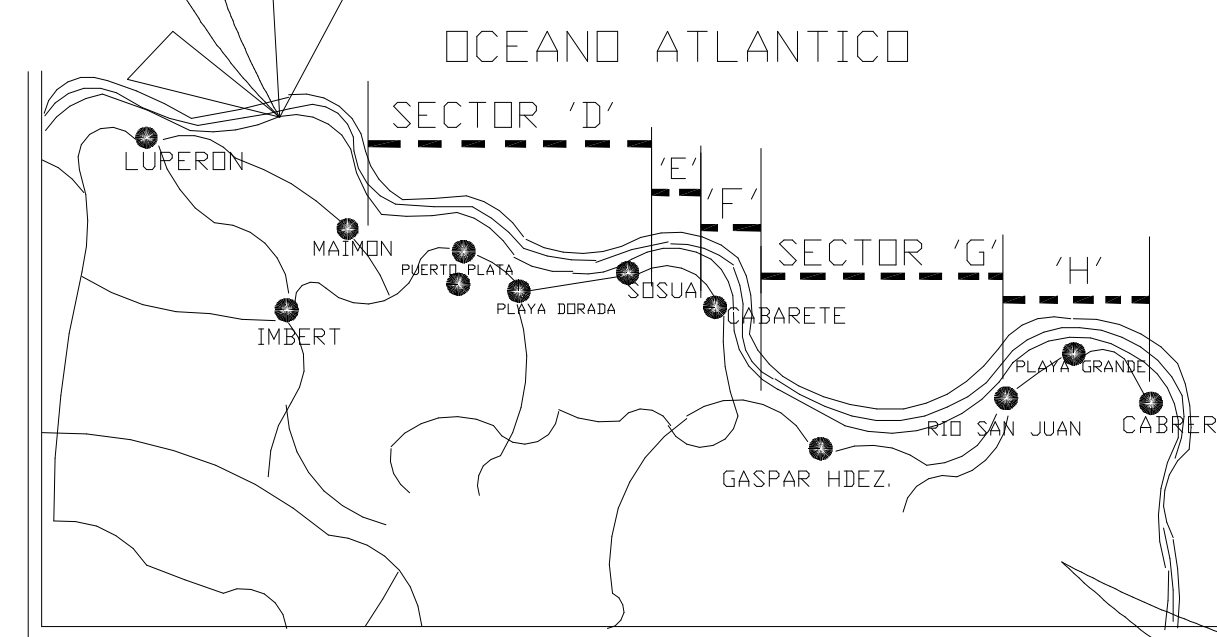 OCEANO ATLANTICO
SECTOR 'D'
'E'
'F'
SECTOR 'G'
'H'
LUPERON
MAIMON
PUERTO PLATA
SOSUA
PLAYA DORADA
CABARETE
IMBERT
PLAYA GRANDE
RIO SAN JUAN
CABRER
GASPAR HDEZ.